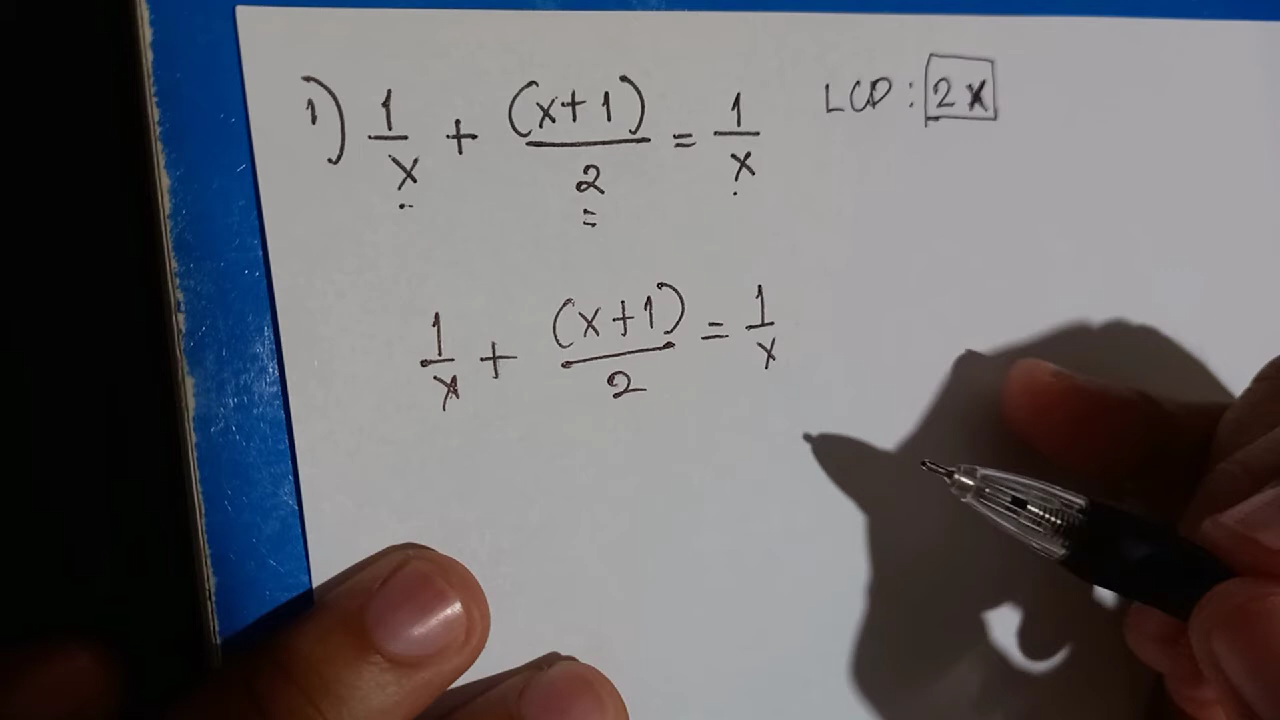 1) 1/x + (x+1)/2 = 1/x LCD: 2x
1/x + (x+1)/2 = 1/x